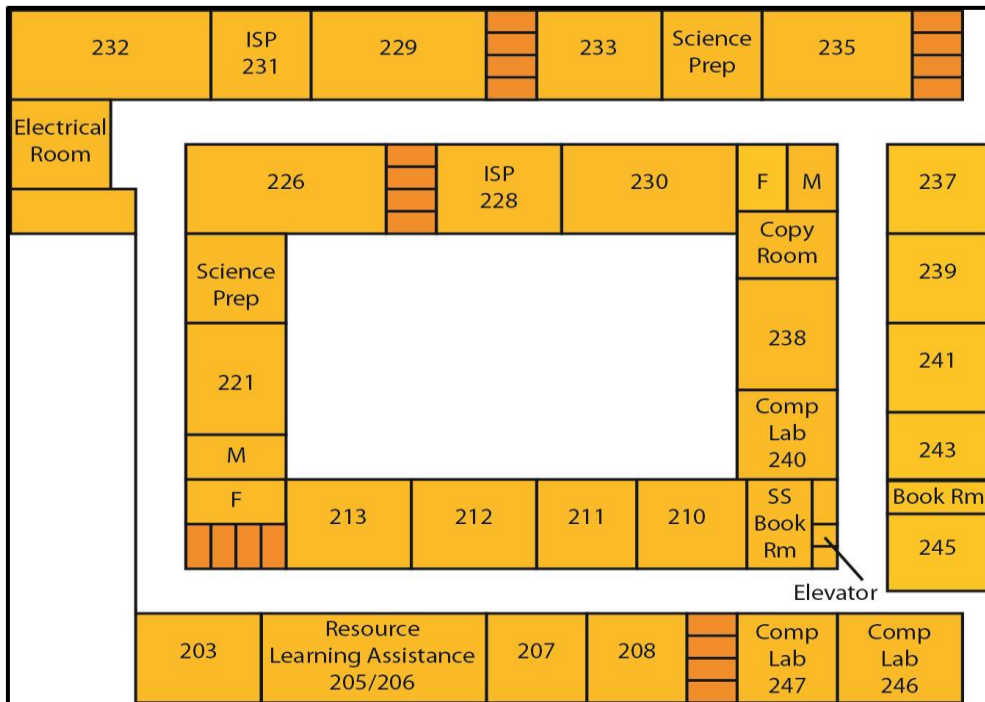 232
ISP
231
229
233
Science
Prep
235
Electrical
Room
226
ISP
228
230
F
M
237
Copy
Room
Science
Prep
239
238
221
241
Comp
Lab
240
M
243
F
213
212
211
210
SS
Book
Rm
Book Rm
245
Elevator
203
Resource
Learning Assistance
205/206
207
208
Comp
Lab
247
Comp
Lab
246